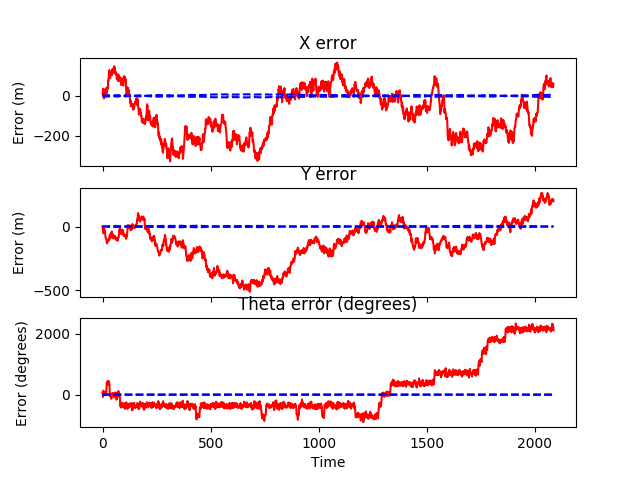 X error
Error (m)
0
−200
Y error
Error (m)
0
−500
Theta error (degrees)
Error (degrees)
2000
0
0 500 1000 1500 2000
Time